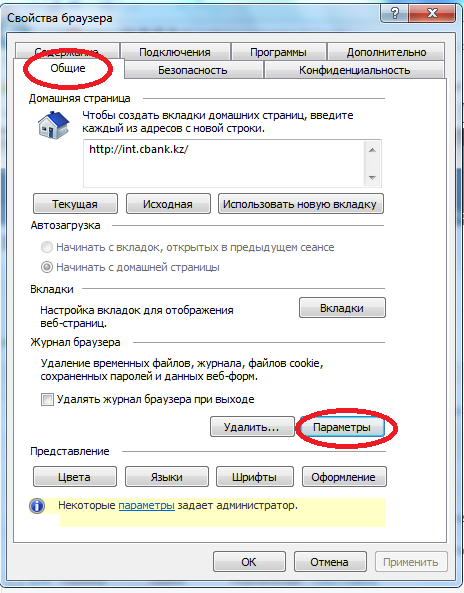 Свойства браузера
Содержание Подключения Программы Дополнительно
Общие Безопасность Конфиденциальность
Домашняя страница
Чтобы создать вкладки домашних страниц, введите
каждый из адресов с новой строки.
http://int.cbank.kz/
Текущая Исходная Использовать новую вкладку
Автозагрузка
Начинать с вкладок, открытых в предыдущем сеансе
Начинать с домашней страницы
Вкладки
Настройка вкладок для отображения
веб-страниц.
Вкладки
Журнал браузера
Удаление временных файлов, журнала, файлов cookie,
сохраненных паролей и данных веб-форм.
Удалять журнал браузера при выходе
Удалить... Параметры
Представление
Цвета Языки Шрифты Оформление
Некоторые параметры задает администратор.
OK Отмена Применить